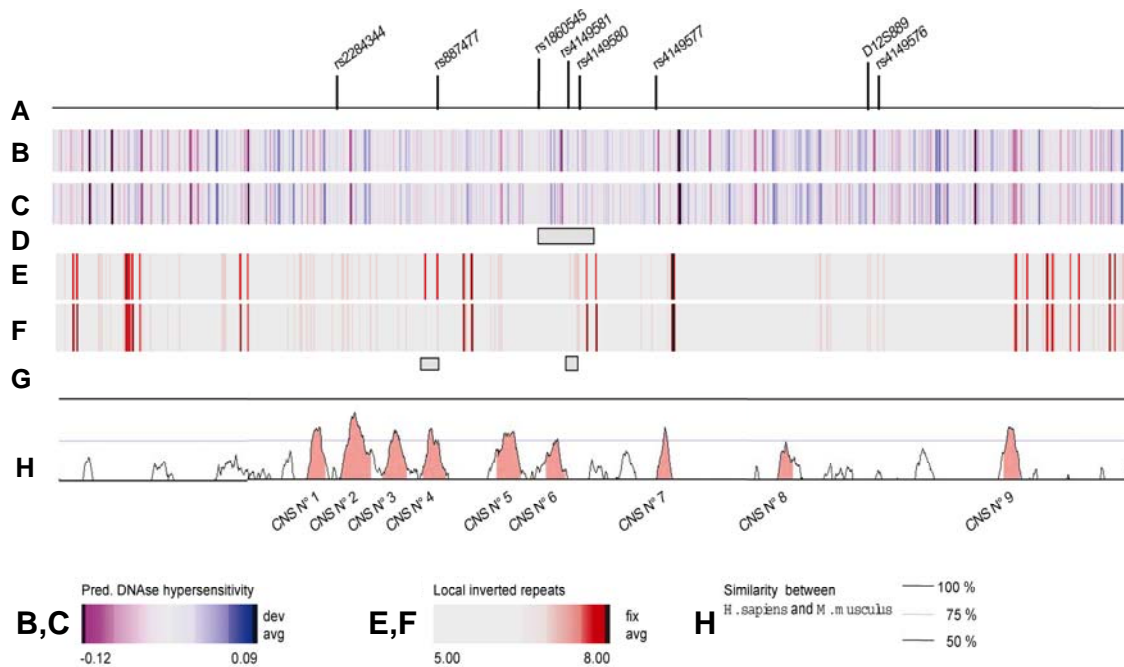 rs2284344
rs887477
rs1860545
rs4149581
rs4149580
rs4149577
D12S889
rs4149576
A
B
C
D
E
F
G
H
CNS N° 1
CNS N° 2
CNS N° 3
CNS N° 4
CNS N° 5
CNS N° 6
CNS N° 7
CNS N° 8
CNS N° 9
B,C
Pred. DNAse hypersensitivity
dev
avg
-0.12 0.09
E,F
Local inverted repeats
fix
avg
5.00 8.00
H
Similarity between
H.sapiens and M.musculus
100 %
75 %
50 %